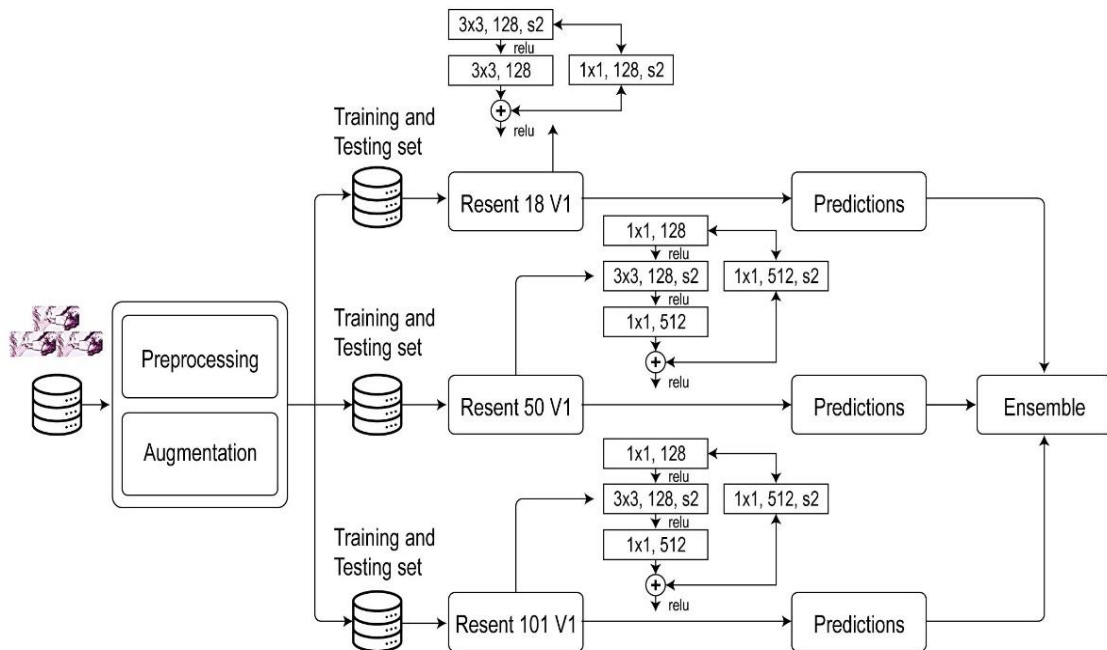 3x3, 128, s2
relu
3x3, 128
1x1, 128, s2
+
relu
Training and
Testing set
Resent 18 V1
Predictions
1x1, 128
relu
3x3, 128, s2
1x1, 512, s2
relu
1x1, 512
+
relu
Preprocessing
Augmentation
Training and
Testing set
Resent 50 V1
Predictions
Ensemble
1x1, 128
relu
3x3, 128, s2
1x1, 512, s2
relu
1x1, 512
+
relu
Training and
Testing set
Resent 101 V1
Predictions